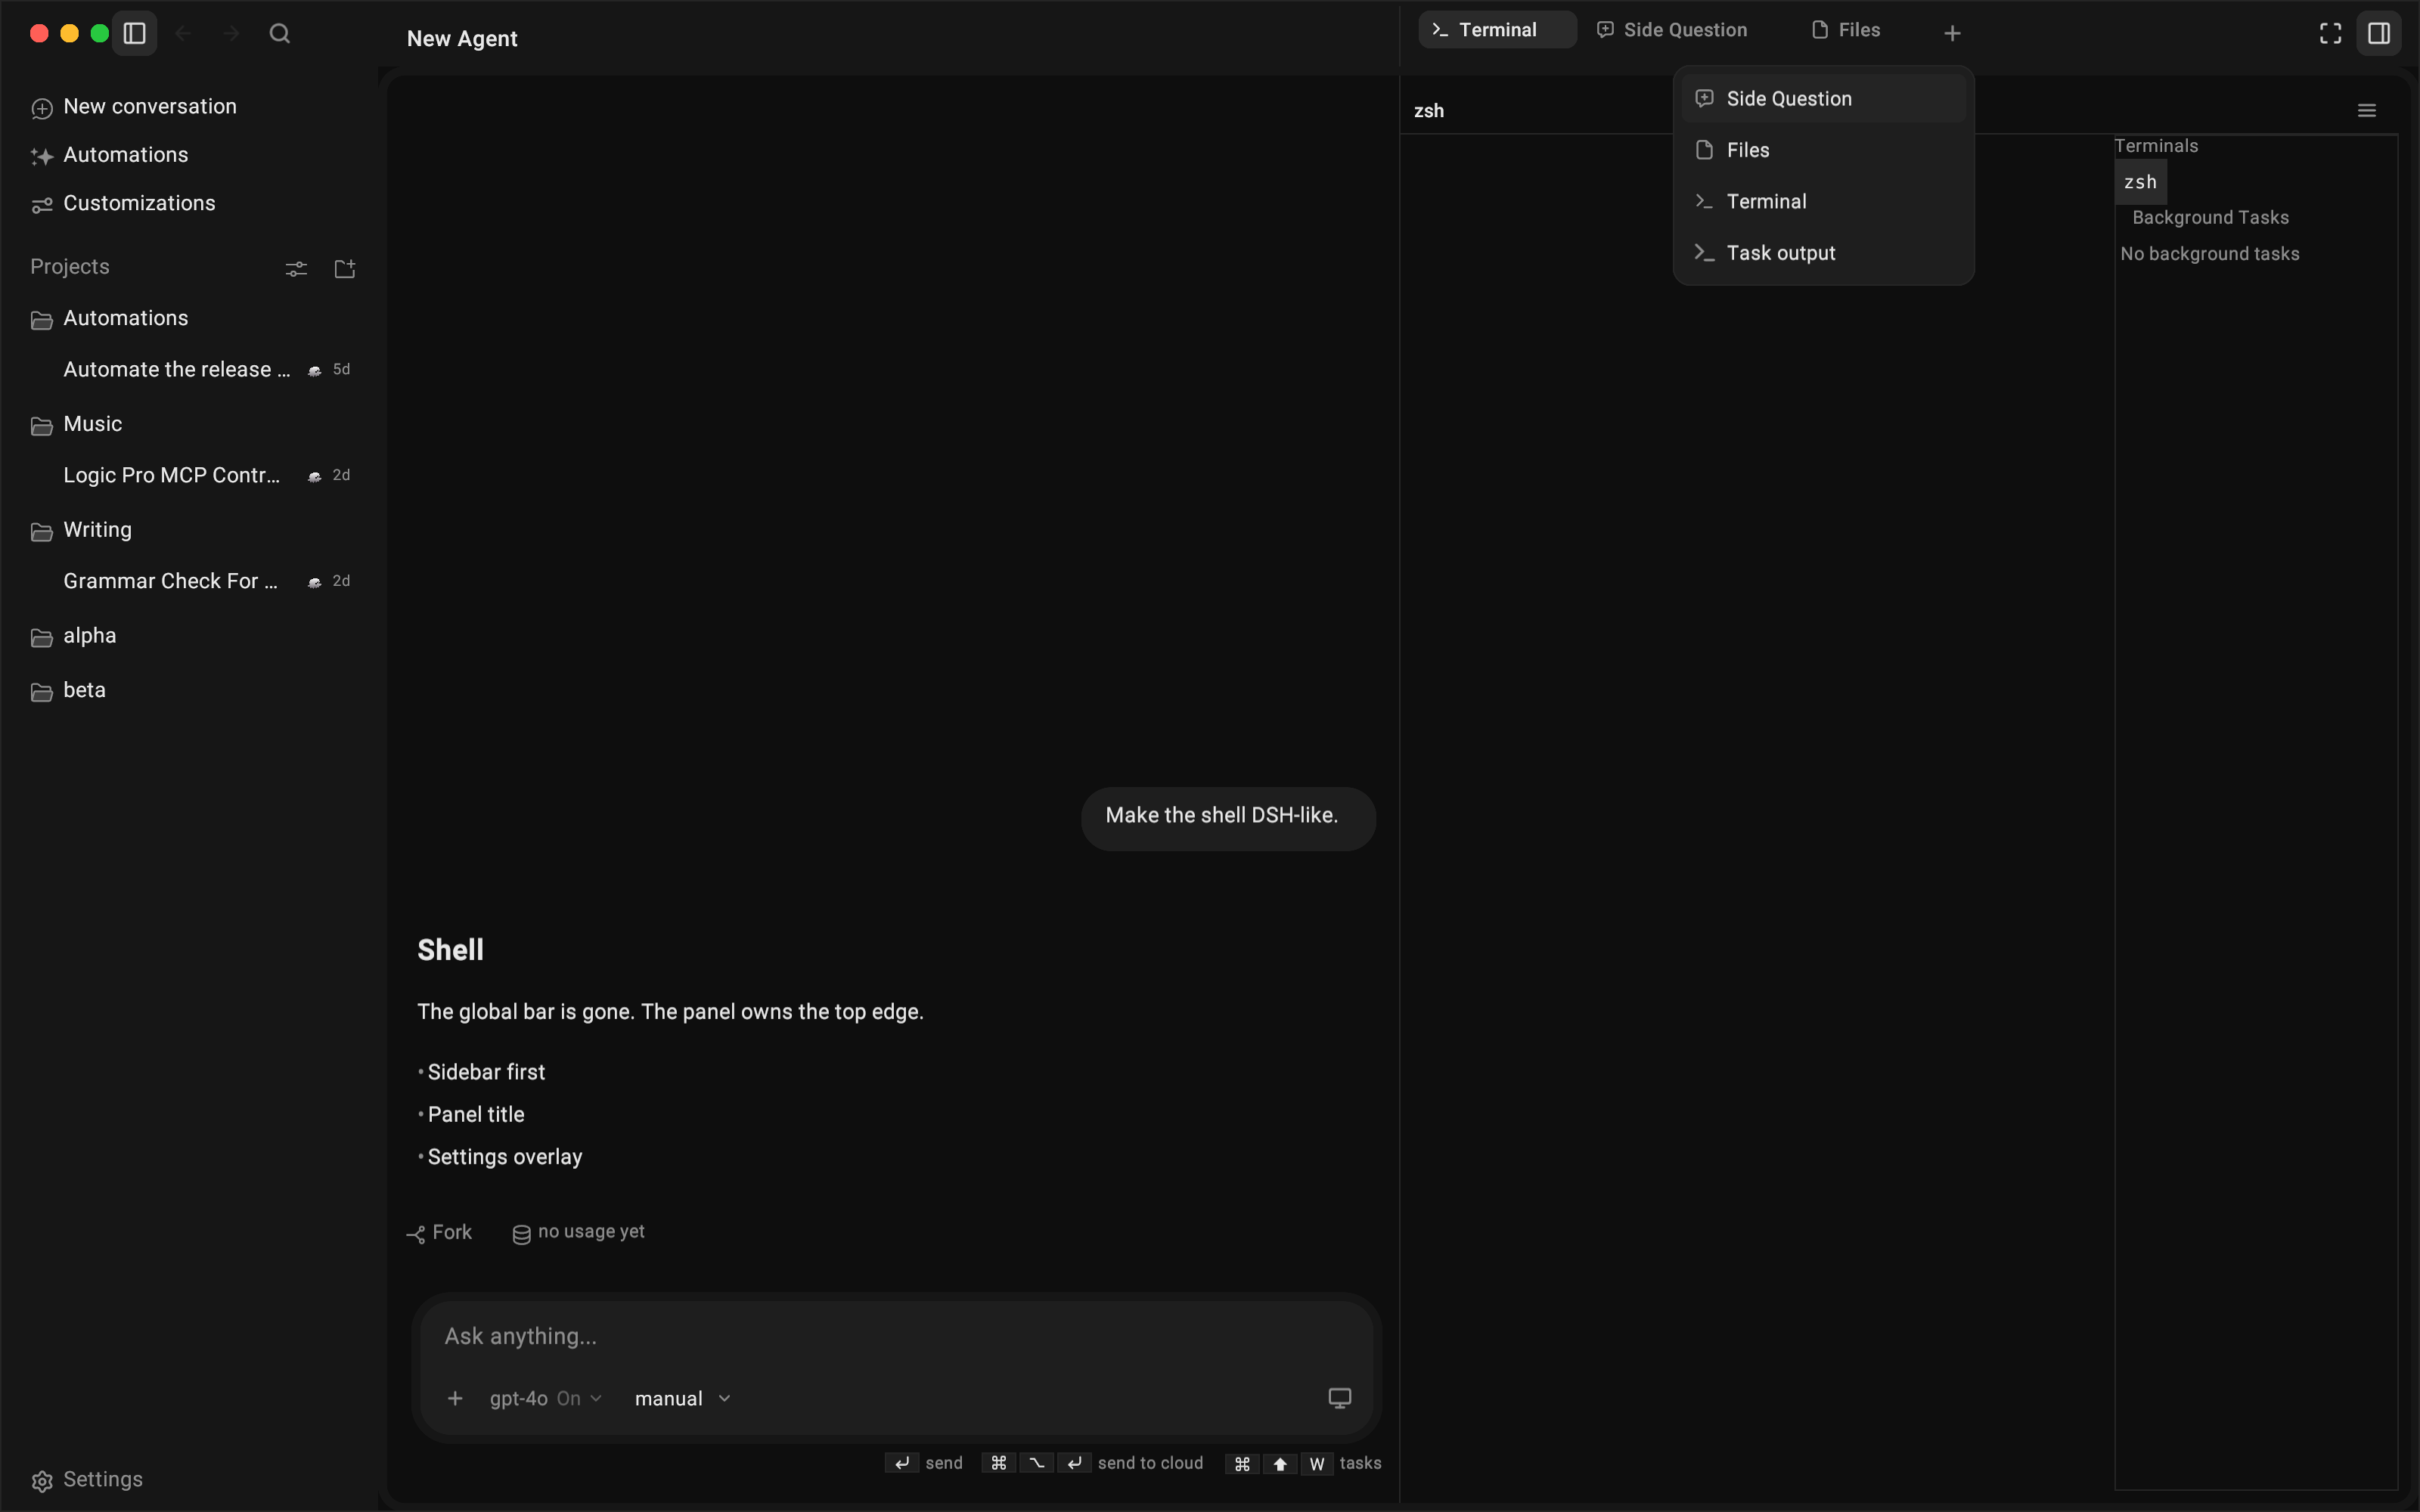 New Agent
Terminal
Side Question
Files
New conversation
Automations
Customizations
Projects
Automations
Automate the release ... 5d
Music
Logic Pro MCP Contr... 2d
Writing
Grammar Check For ... 2d
alpha
beta
Settings
Make the shell DSH-like.
Shell
The global bar is gone. The panel owns the top edge.
• Sidebar first
• Panel title
• Settings overlay
Fork
no usage yet
Ask anything...
+ gpt-4o On manual
↵ send ⌘ ⌥ ↵ send to cloud ⌘ ⬆ W tasks
zsh
Side Question
Files
Terminal
Task output
Terminals
zsh
Background Tasks
No background tasks